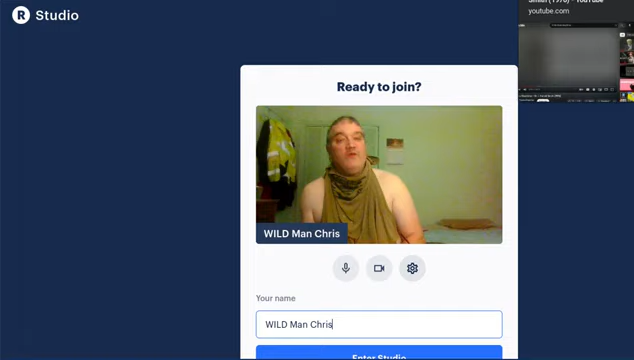 R Studio
youtube.com
Ready to join?
WILD Man Chris
Your name
WILD Man Chris
Enter Studio